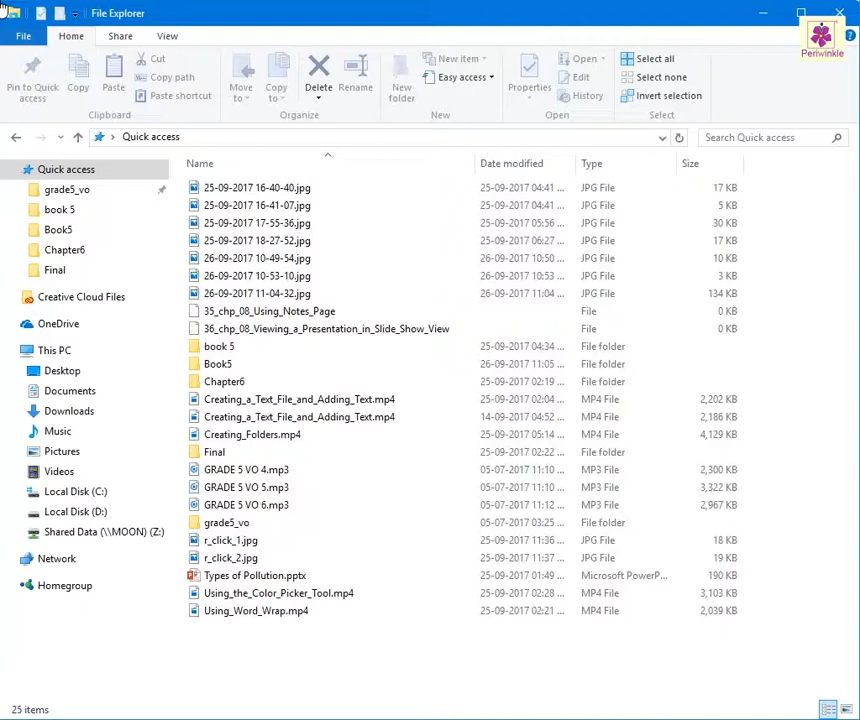 File Explorer
File Home Share View
Periwinkle
Pin to Quick access
Copy
Paste
Cut
Copy path
Paste shortcut
Clipboard
Move to
Copy to
Delete
Rename
Organize
New folder
New item
Easy access
New
Properties
Open
Edit
History
Open
Select all
Select none
Invert selection
Select
Quick access
Search Quick access
Quick access
grade5_vo
book 5
Book5
Chapter6
Final
Creative Cloud Files
OneDrive
This PC
Desktop
Documents
Downloads
Music
Pictures
Videos
Local Disk (C:)
Local Disk (D:)
Shared Data (\\MOON) (Z:)
Network
Homegroup
Name Date modified Type Size
25-09-2017 16-40-40.jpg 25-09-2017 04:41 ... JPG File 17 KB
25-09-2017 16-41-07.jpg 25-09-2017 04:41 ... JPG File 5 KB
25-09-2017 17-55-36.jpg 25-09-2017 05:56 ... JPG File 30 KB
25-09-2017 18-27-52.jpg 25-09-2017 06:27 ... JPG File 17 KB
26-09-2017 10-49-54.jpg 26-09-2017 10:50 ... JPG File 10 KB
26-09-2017 10-53-10.jpg 26-09-2017 10:53 ... JPG File 3 KB
26-09-2017 11-04-32.jpg 26-09-2017 11:04 ... JPG File 134 KB
35_chp_08_Using_Notes_Page File 0 KB
36_chp_08_Viewing_a_Presentation_in_Slide_Show_View File 0 KB
book 5 25-09-2017 04:34 ... File folder
Book5 26-09-2017 11:05 ... File folder
Chapter6 25-09-2017 02:19 ... File folder
Creating_a_Text_File_and_Adding_Text.mp4 25-09-2017 02:04 ... MP4 File 2,202 KB
Creating_a_Text_File_and_Adding_Text.mp4 14-09-2017 04:52 ... MP4 File 2,186 KB
Creating_Folders.mp4 25-09-2017 05:14 ... MP4 File 4,129 KB
Final 25-09-2017 02:22 ... File folder
GRADE 5 VO 4.mp3 05-07-2017 11:10 ... MP3 File 2,300 KB
GRADE 5 VO 5.mp3 05-07-2017 11:10 ... MP3 File 3,322 KB
GRADE 5 VO 6.mp3 05-07-2017 11:12 ... MP3 File 2,967 KB
grade5_vo 05-07-2017 03:25 ... File folder
r_click_1.jpg 25-09-2017 11:36 ... JPG File 18 KB
r_click_2.jpg 25-09-2017 11:37 ... JPG File 19 KB
Types of Pollution.pptx 25-09-2017 01:49 ... Microsoft PowerP... 190 KB
Using_the_Color_Picker_Tool.mp4 25-09-2017 02:28 ... MP4 File 3,103 KB
Using_Word_Wrap.mp4 25-09-2017 02:21 ... MP4 File 2,039 KB
25 items